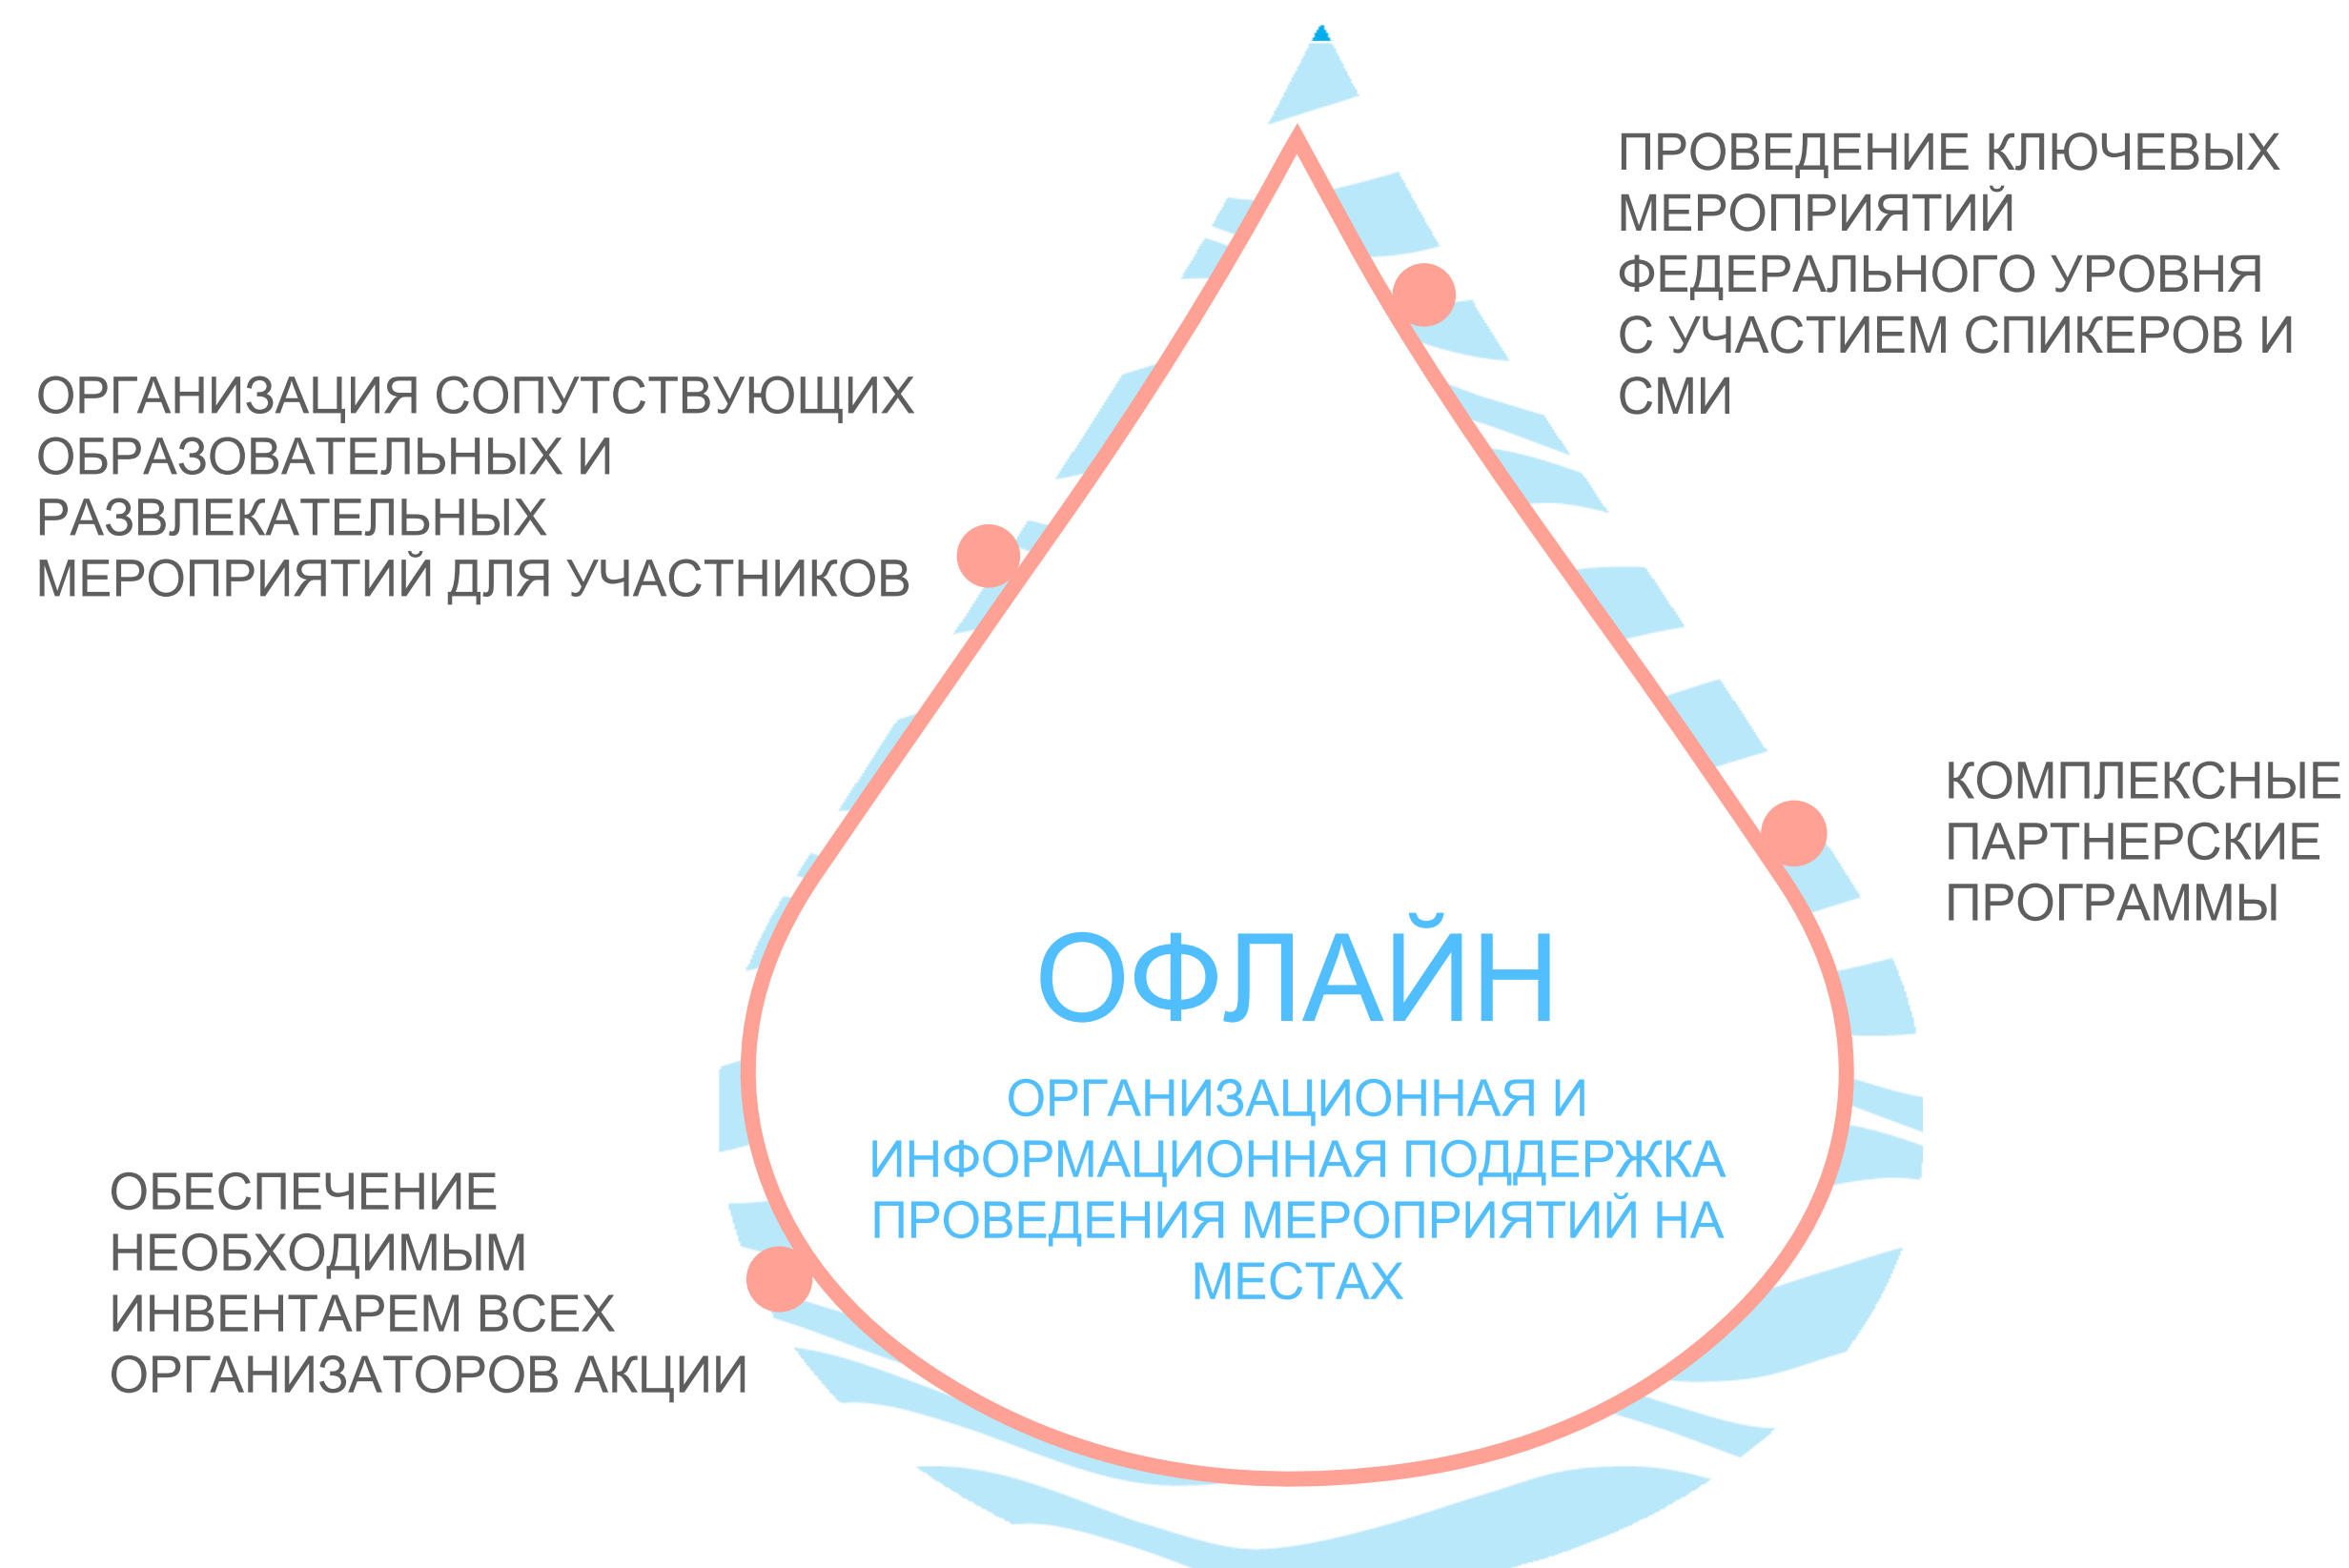 ПРОВЕДЕНИЕ КЛЮЧЕВЫХ
МЕРОПРИЯТИЙ
ФЕДЕРАЛЬНОГО УРОВНЯ
С УЧАСТИЕМ СПИКЕРОВ И
СМИ
ОРГАНИЗАЦИЯ СОПУТСТВУЮЩИХ
ОБРАЗОВАТЕЛЬНЫХ И
РАЗВЛЕКАТЕЛЬНЫХ
МЕРОПРИЯТИЙ ДЛЯ УЧАСТНИКОВ
КОМПЛЕКСНЫЕ
ПАРТНЕРСКИЕ
ПРОГРАММЫ
ОФЛАЙН
ОРГАНИЗАЦИОННАЯ И
ИНФОРМАЦИОННАЯ ПОДДЕРЖКА
ПРОВЕДЕНИЯ МЕРОПРИЯТИЙ НА
МЕСТАХ
ОБЕСПЕЧЕНИЕ
НЕОБХОДИМЫМ
ИНВЕНТАРЕМ ВСЕХ
ОРГАНИЗАТОРОВ АКЦИИ